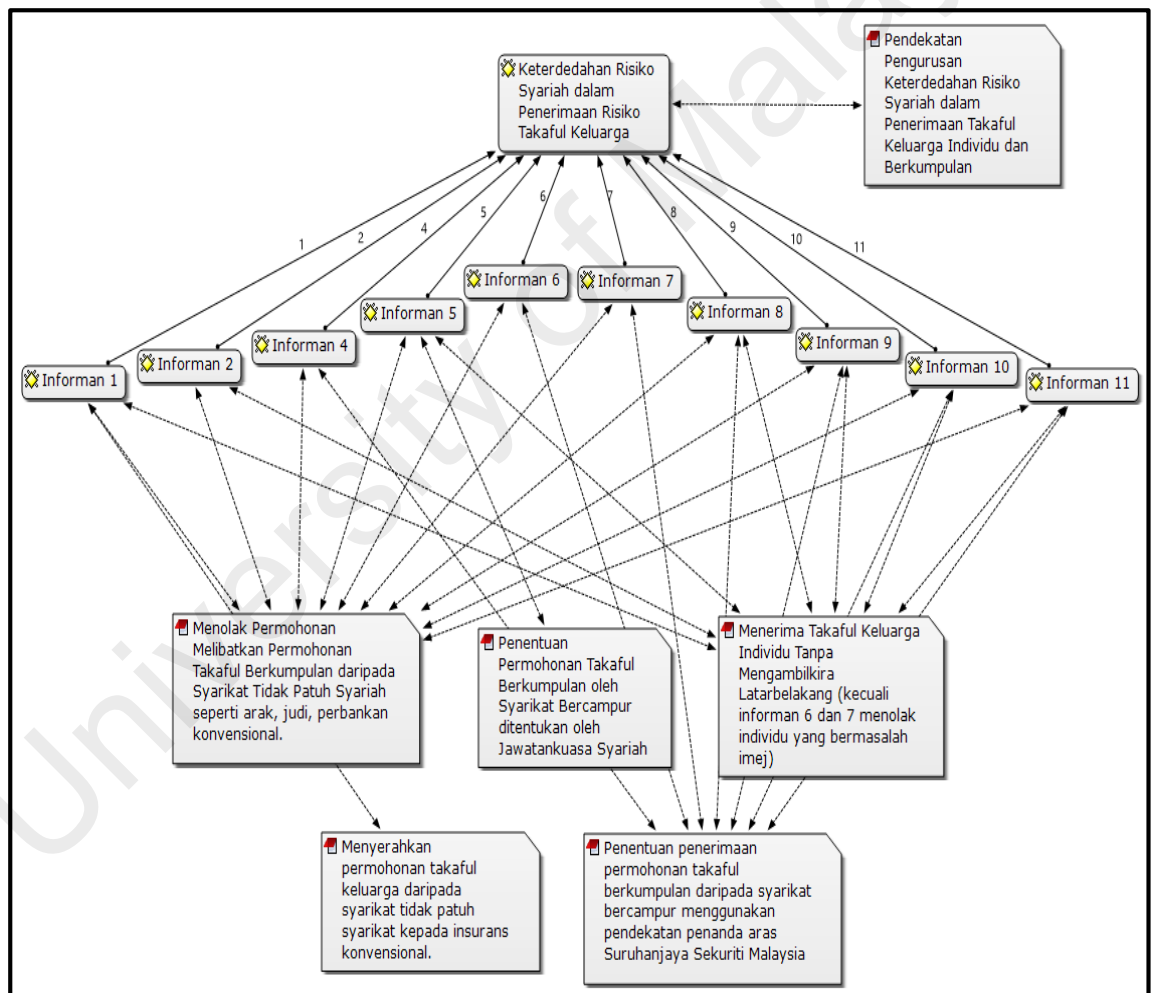 Keterdedahan Risiko
Syariah dalam
Penerimaan Risiko
Takaful Keluarga
Pendekatan
Pengurusan
Keterdedahan Risiko
Syariah dalam
Penerimaan Takaful
Keluarga Individu dan
Berkumpulan
1
2
4
5
6
7
8
9
10
11
Informan 1
Informan 2
Informan 4
Informan 5
Informan 6
Informan 7
Informan 8
Informan 9
Informan 10
Informan 11
Menolak Permohonan
Melibatkan Permohonan
Takaful Berkumpulan daripada
Syarikat Tidak Patuh Syariah
seperti arak, judi, perbankan
konvensional.
Penentuan
Permohonan Takaful
Berkumpulan oleh
Syarikat Bercampur
ditentukan oleh
Jawatankuasa Syariah
Menerima Takaful Keluarga
Individu Tanpa
Mengambilkira
Latarbelakang (kecuali
informan 6 dan 7 menolak
individu yang bermasalah
imej)
Menyerahkan
permohonan takaful
keluarga daripada
syarikat tidak patuh
syarikat kepada insurans
konvensional.
Penentuan penerimaan
permohonan takaful
berkumpulan daripada syarikat
bercampur menggunakan
pendekatan penanda aras
Suruhanjaya Sekuriti Malaysia
University of Malay